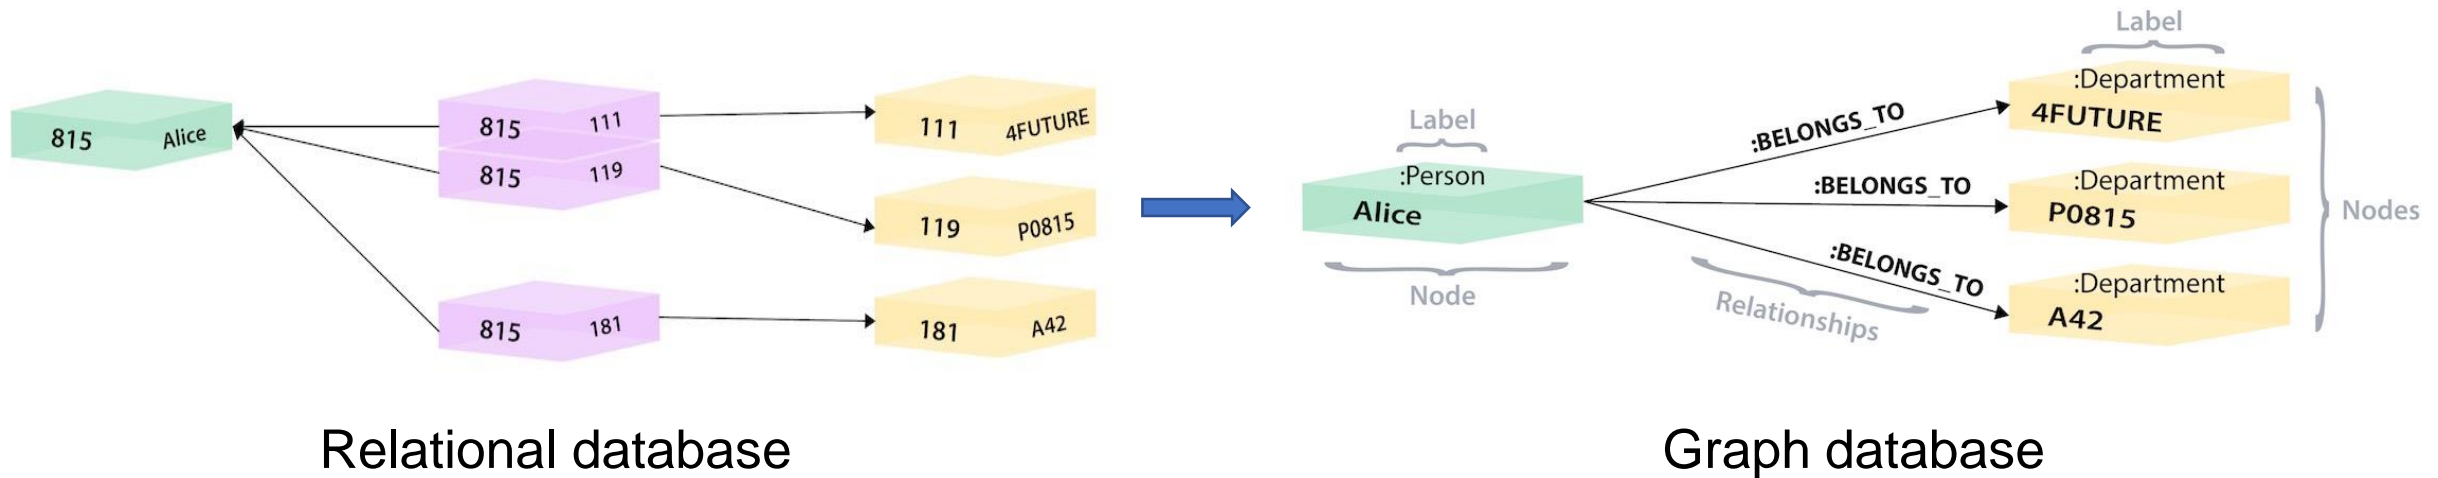 815 Alice
815 111
815 119
815 181
111 4FUTURE
119 P0815
181 A42
Relational database
Label
:Person
Alice
Node
:BELONGS_TO
:BELONGS_TO
:BELONGS_TO
Relationships
Label
:Department
4FUTURE
:Department
P0815
:Department
A42
Nodes
Graph database